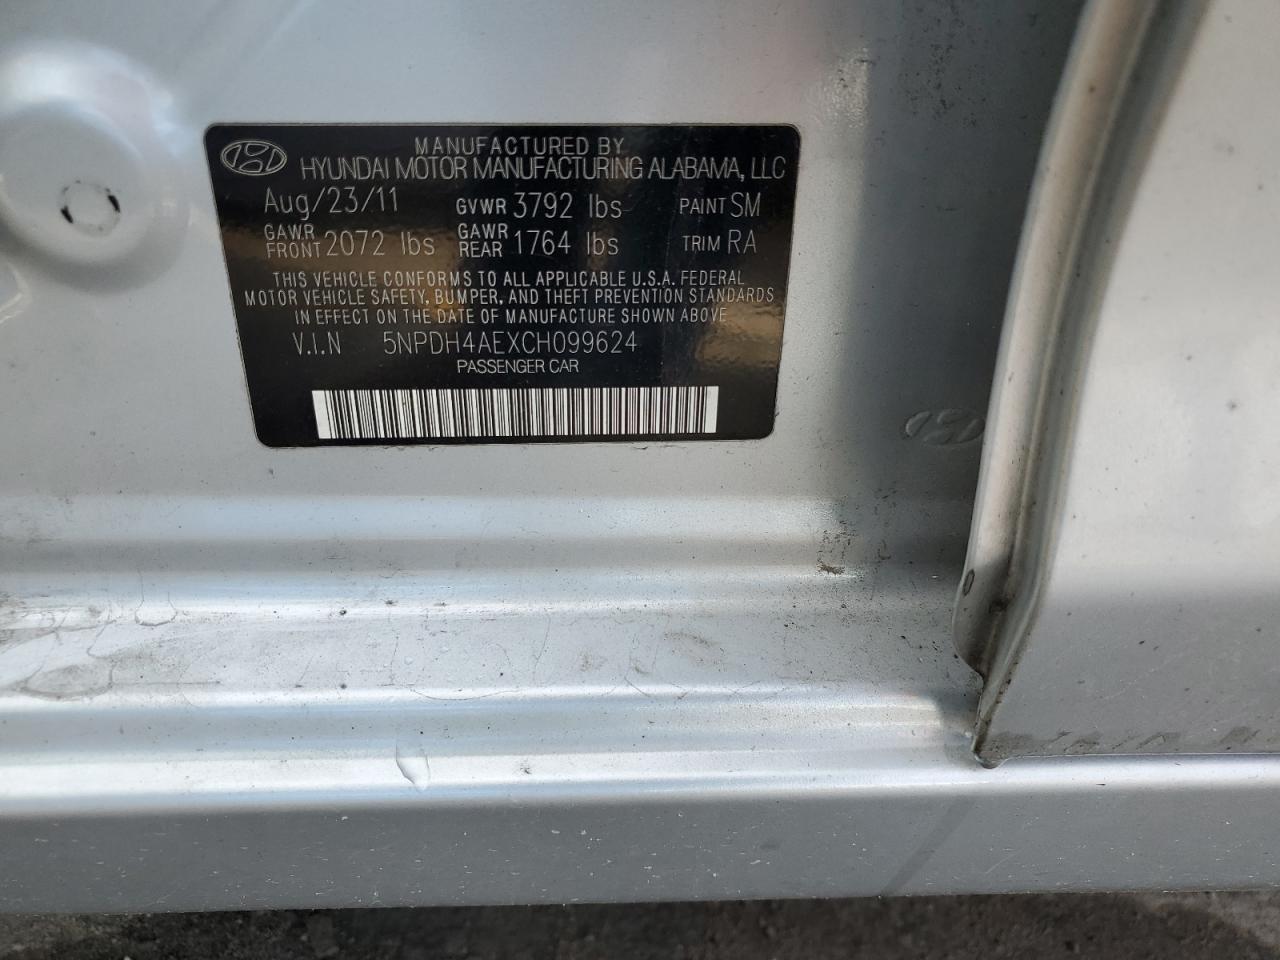 MANUFACTURED BY
HYUNDAI MOTOR MANUFACTURING ALABAMA, LLC
Aug/23/11 GVWR 3792 lbs PAINT SM
GAWR FRONT 2072 lbs GAWR REAR 1764 lbs TRIM RA
THIS VEHICLE CONFORMS TO ALL APPLICABLE U.S.A. FEDERAL
MOTOR VEHICLE SAFETY, BUMPER, AND THEFT PREVENTION STANDARDS
IN EFFECT ON THE DATE OF MANUFACTURE SHOWN ABOVE
V.I.N 5NPDH4AEXCH099624
PASSENGER CAR